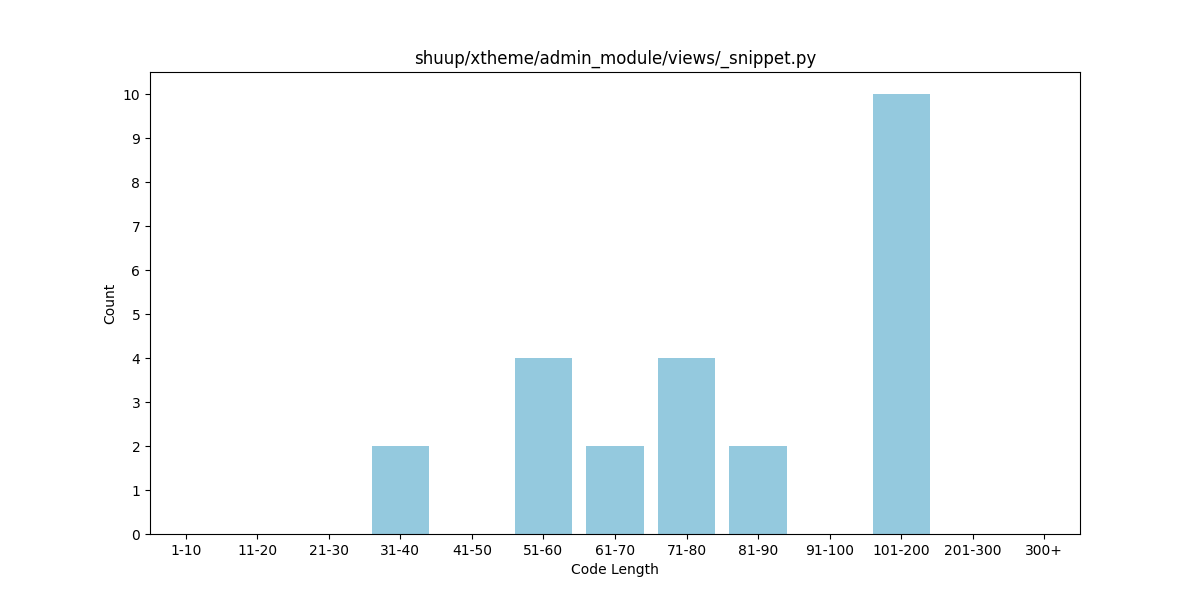 shuup/xtheme/admin_module/views/_snippet.py
10
9
8
7
6
5
4
3
2
1
0
Count
1-10 11-20 21-30 31-40 41-50 51-60 61-70 71-80 81-90 91-100 101-200 201-300 300+
Code Length